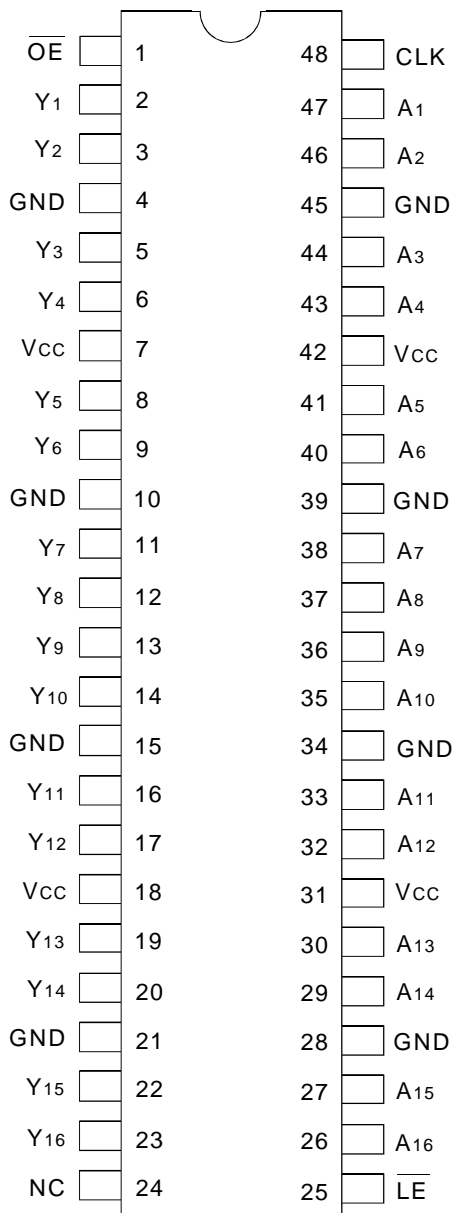 O̅E̅ 1 48 CLK
Y1 2 47 A1
Y2 3 46 A2
GND 4 45 GND
Y3 5 44 A3
Y4 6 43 A4
VCC 7 42 VCC
Y5 8 41 A5
Y6 9 40 A6
GND 10 39 GND
Y7 11 38 A7
Y8 12 37 A8
Y9 13 36 A9
Y10 14 35 A10
GND 15 34 GND
Y11 16 33 A11
Y12 17 32 A12
VCC 18 31 VCC
Y13 19 30 A13
Y14 20 29 A14
GND 21 28 GND
Y15 22 27 A15
Y16 23 26 A16
NC 24 25 L̅E̅